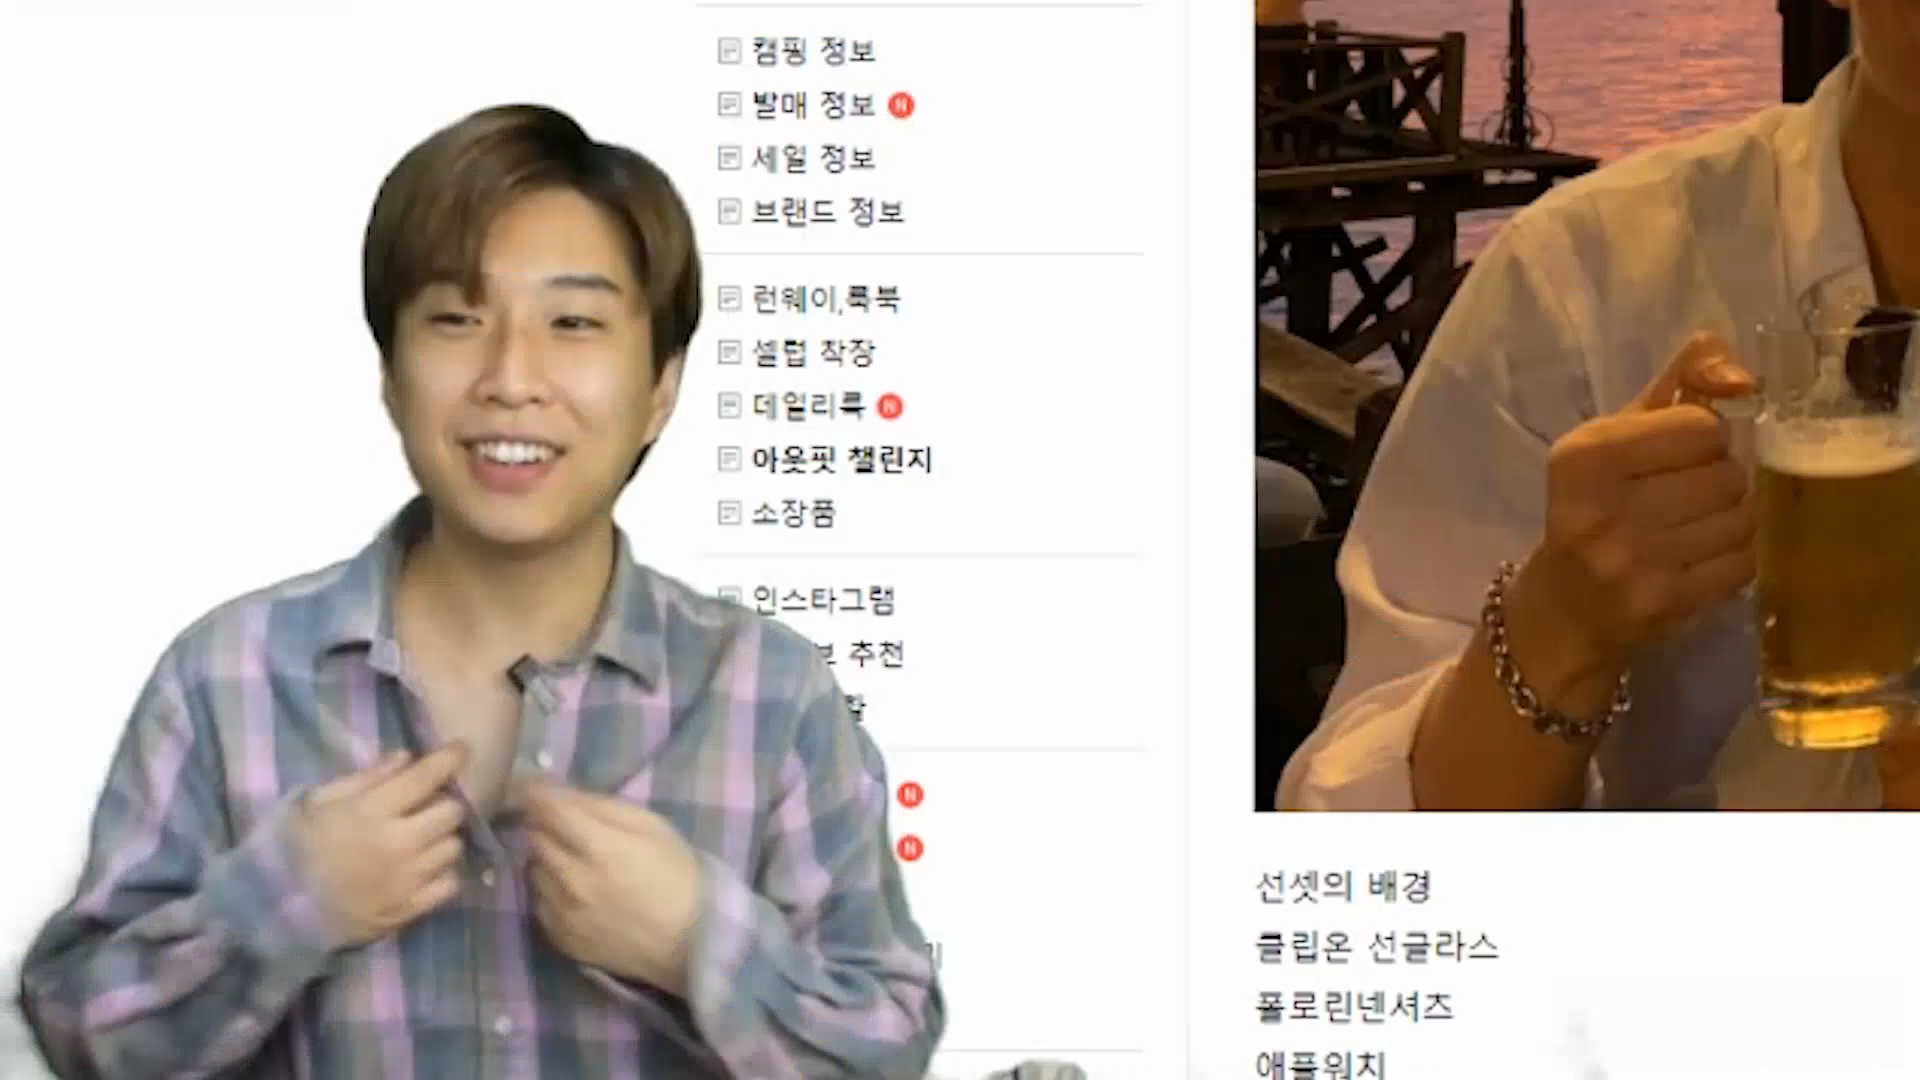 캠핑 정보
발매 정보 N
세일 정보
브랜드 정보
런웨이,룩북
셀럽 착장
데일리룩 N
아웃핏 챌린지
소장품
인스타그램
추천
N
N
선셋의 배경
클립온 선글라스
폴로린넨셔츠
애플워치